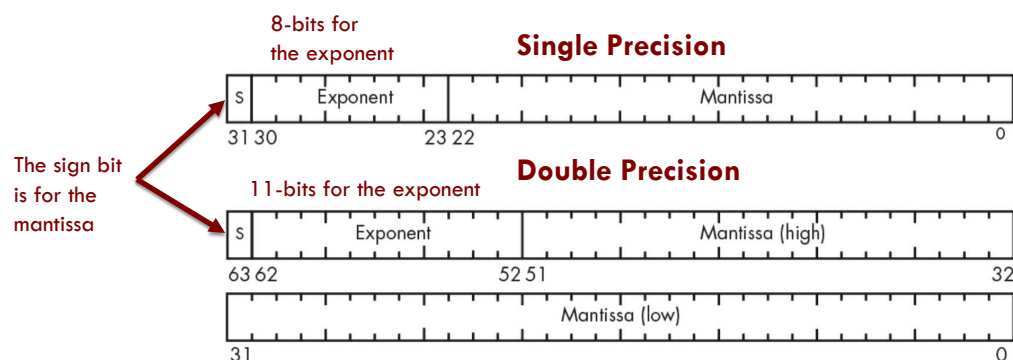 8-bits for
the exponent
Single Precision
S Exponent Mantissa
31 30 23 22 0
The sign bit
is for the
mantissa
Double Precision
11-bits for the exponent
S Exponent Mantissa (high)
63 62 52 51 32
Mantissa (low)
31 0